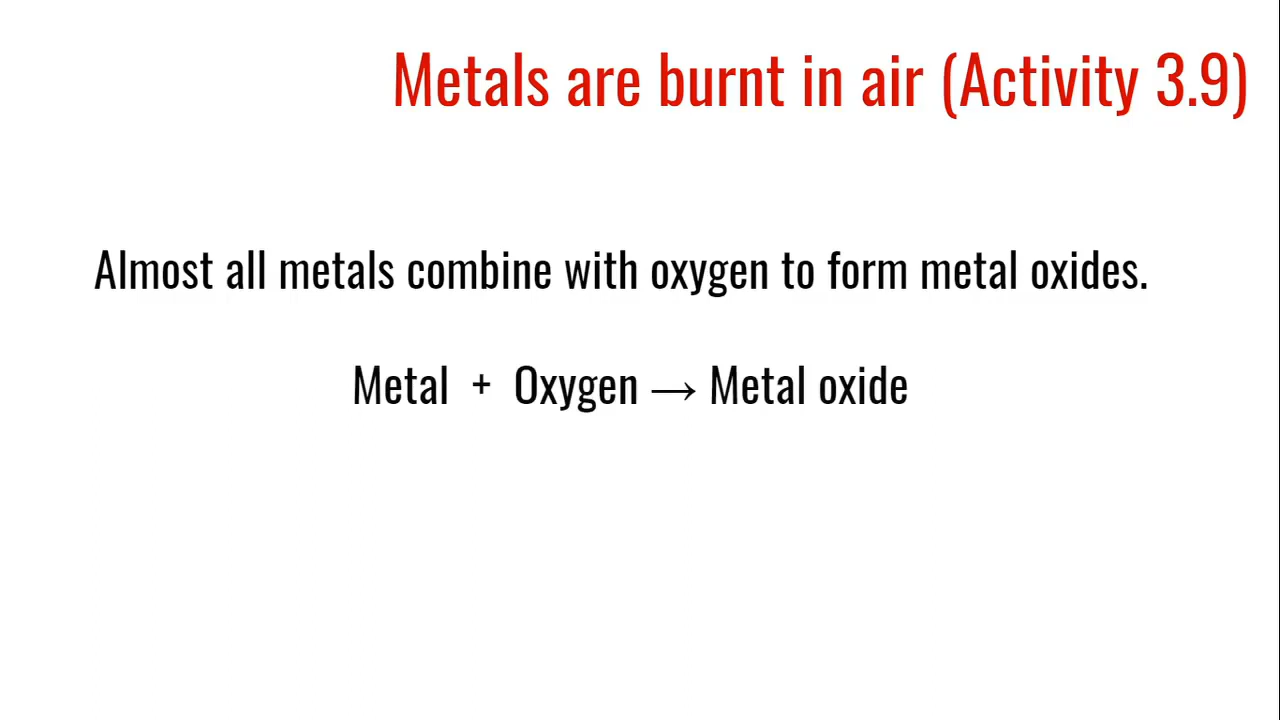 Metals are burnt in air (Activity 3.9)
Almost all metals combine with oxygen to form metal oxides.
Metal + Oxygen → Metal oxide